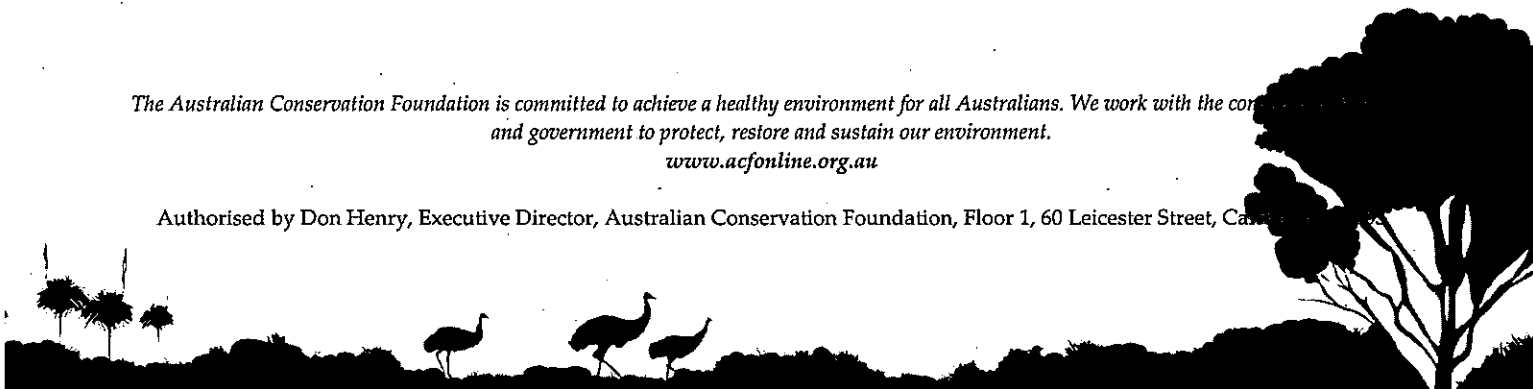 The Australian Conservation Foundation is committed to achieve a healthy environment for all Australians. We work with the
and government to protect, restore and sustain our environment.
www.acfonline.org.au
Authorised by Don Henry, Executive Director, Australian Conservation Foundation, Floor 1, 60 Leicester Street,